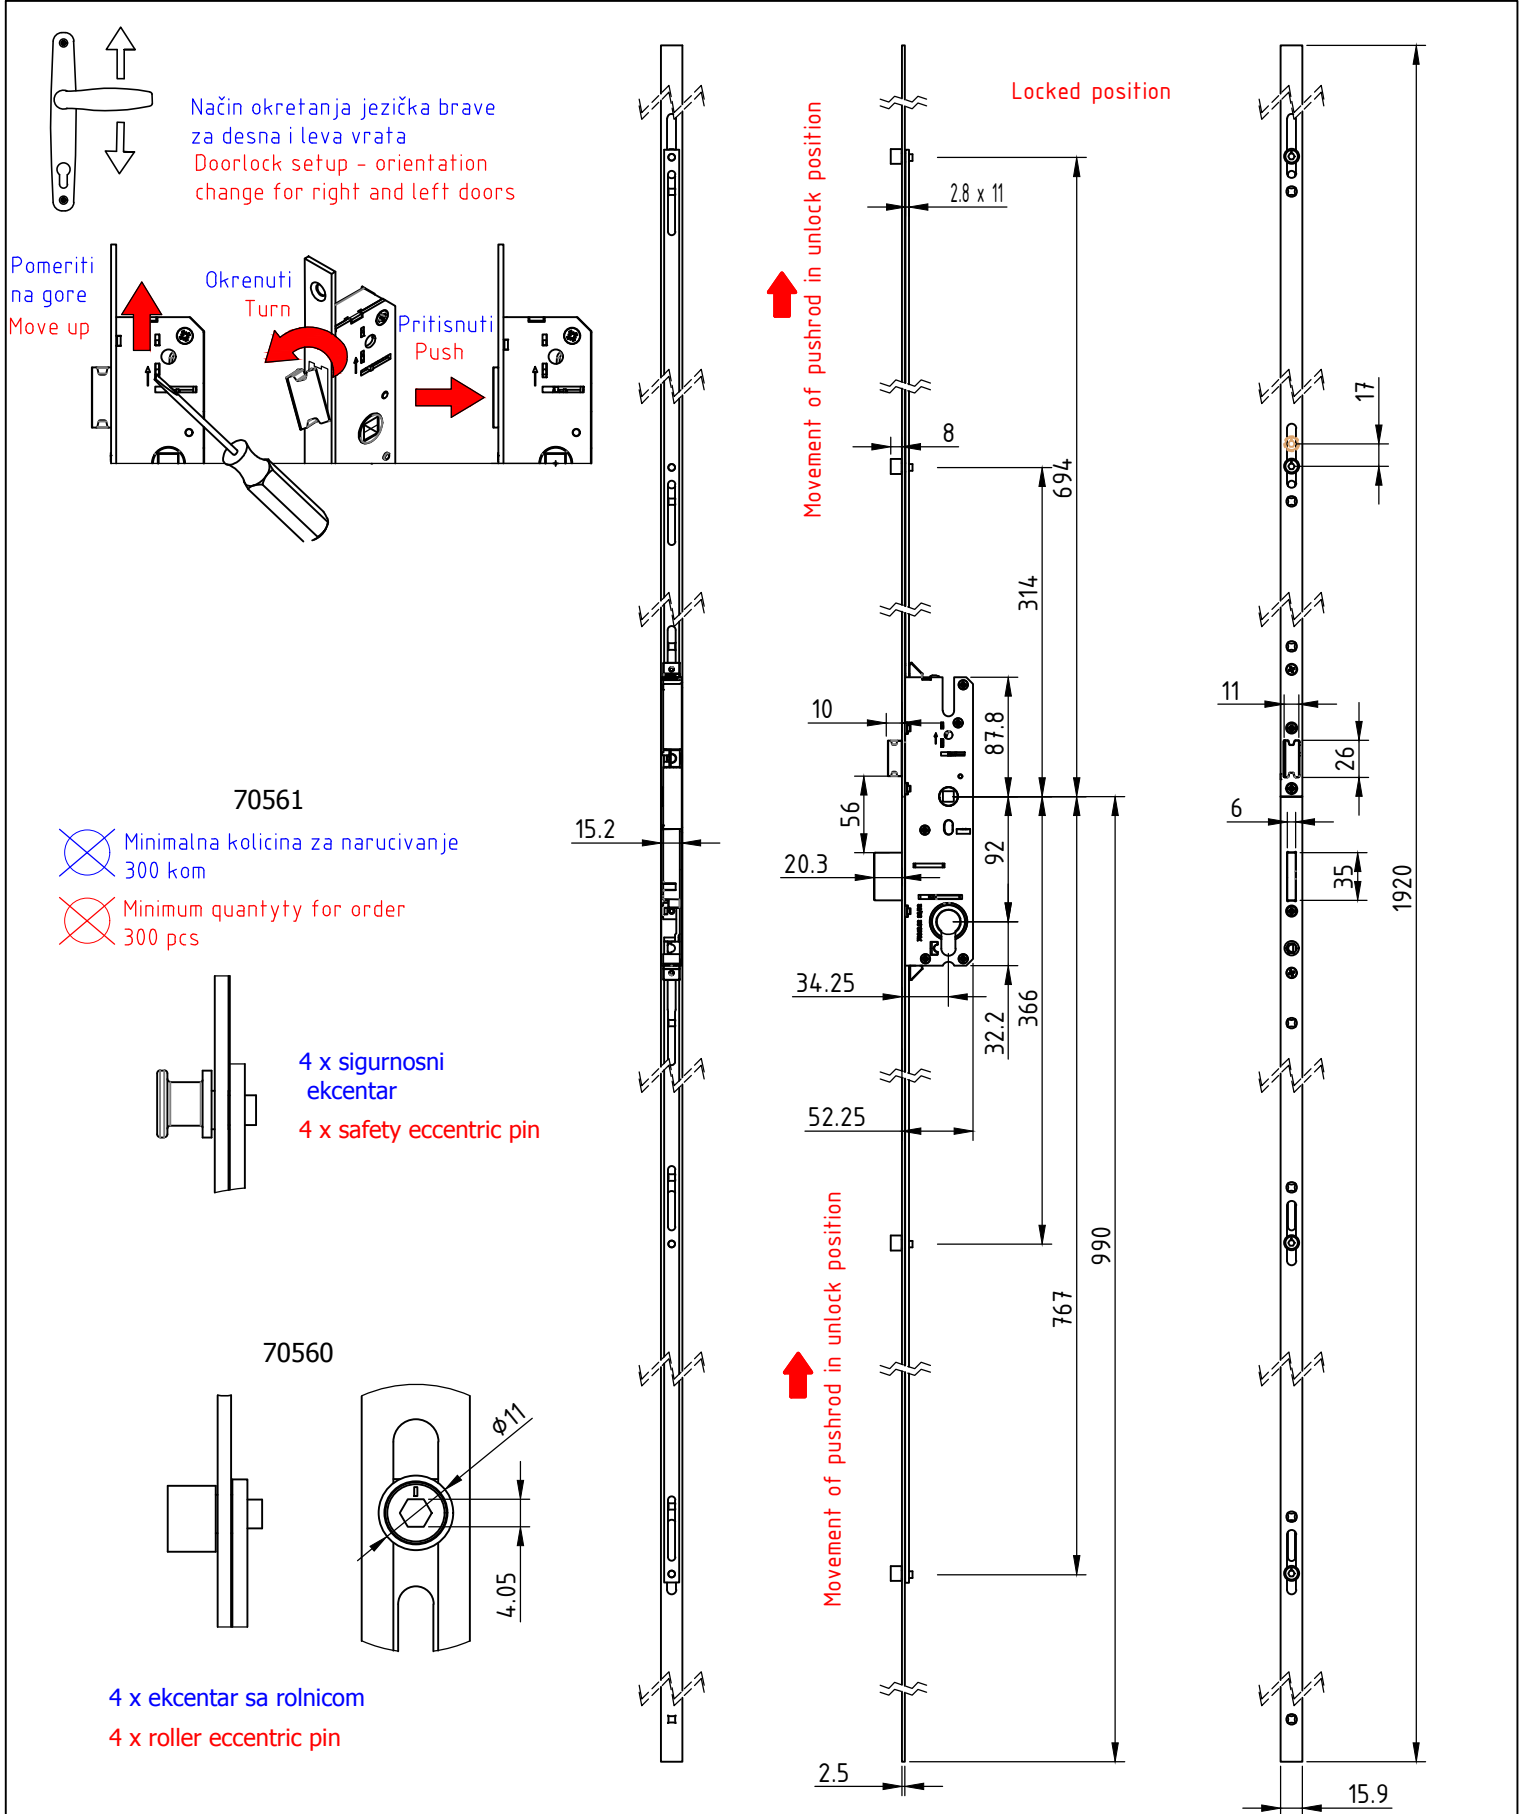 Način okretanja jezička brave
za desna i leva vrata
Doorlock setup - orientation
change for right and left doors
Pomeriti
na gore
Move up
Okrenuti
Turn
Pritisnuti
Push
70561
Minimalna kolicina za narucivanje
300 kom
Minimum quantyty for order
300 pcs
4 x sigurnosni
ekcentar
4 x safety eccentric pin
70560
Ø11
4.05
4 x ekcentar sa rolnicom
4 x roller eccentric pin
15.2
Locked position
Movement of pushrod in unlock position
2.8 x 11
8
694
314
10
87.8
56
20.3
92
34.25
32.2
366
52.25
Movement of pushrod in unlock position
990
767
2.5
17
11
26
6
35
1920
15.9